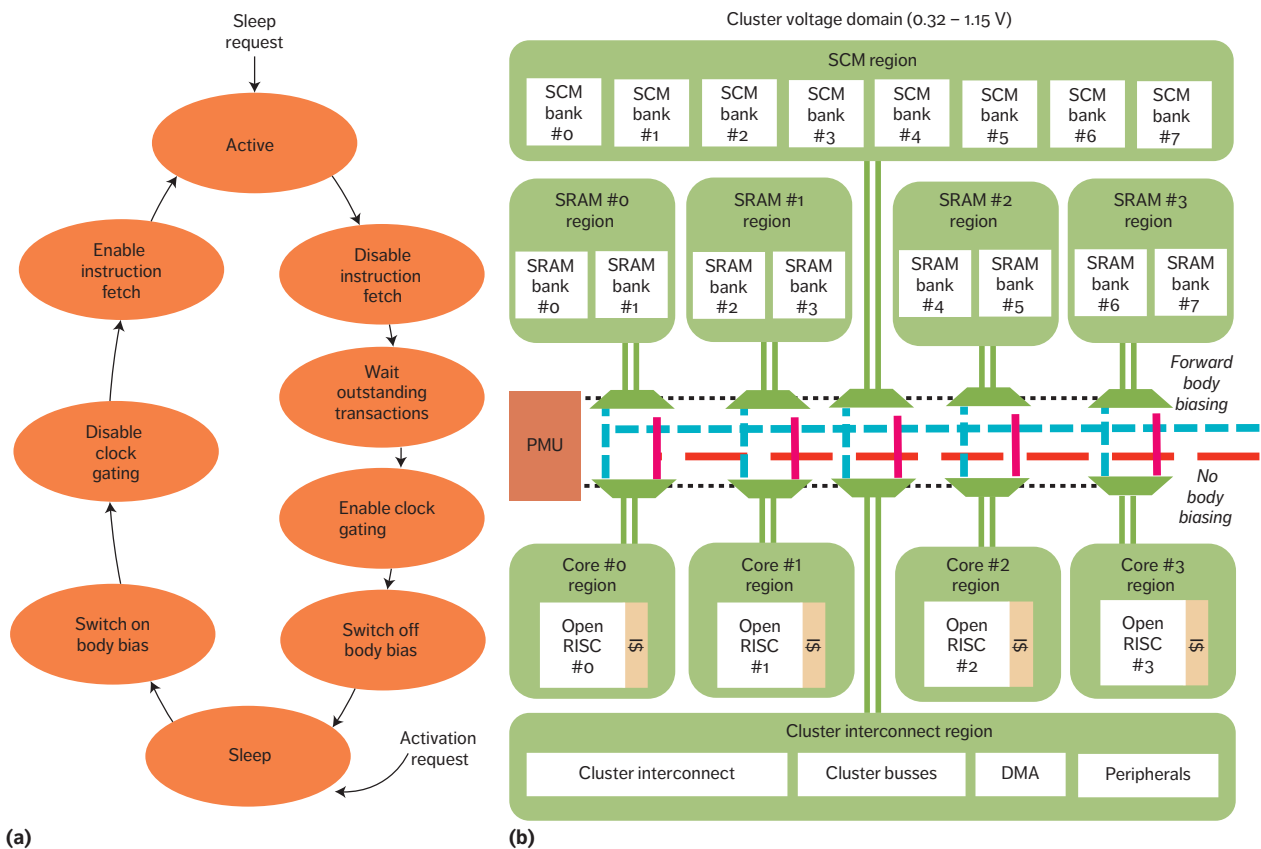 Sleep
request
Active
Disable
instruction
fetch
Wait
outstanding
transactions
Enable clock
gating
Switch off
body bias
Sleep
Activation
request
Switch on
body bias
Disable
clock
gating
Enable
instruction
fetch
(a)
Cluster voltage domain (0.32 – 1.15 V)
SCM region
SCM
bank
#0
SCM
bank
#1
SCM
bank
#2
SCM
bank
#3
SCM
bank
#4
SCM
bank
#5
SCM
bank
#6
SCM
bank
#7
SRAM #0
region
SRAM
bank
#0
SRAM
bank
#1
SRAM #1
region
SRAM
bank
#2
SRAM
bank
#3
SRAM #2
region
SRAM
bank
#4
SRAM
bank
#5
SRAM #3
region
SRAM
bank
#6
SRAM
bank
#7
Forward
body
biasing
PMU
No
body
biasing
Core #0
region
Open
RISC
#0
I$
Core #1
region
Open
RISC
#1
I$
Core #2
region
Open
RISC
#2
I$
Core #3
region
Open
RISC
#3
I$
Cluster interconnect region
Cluster interconnect
Cluster busses
DMA
Peripherals
(b)